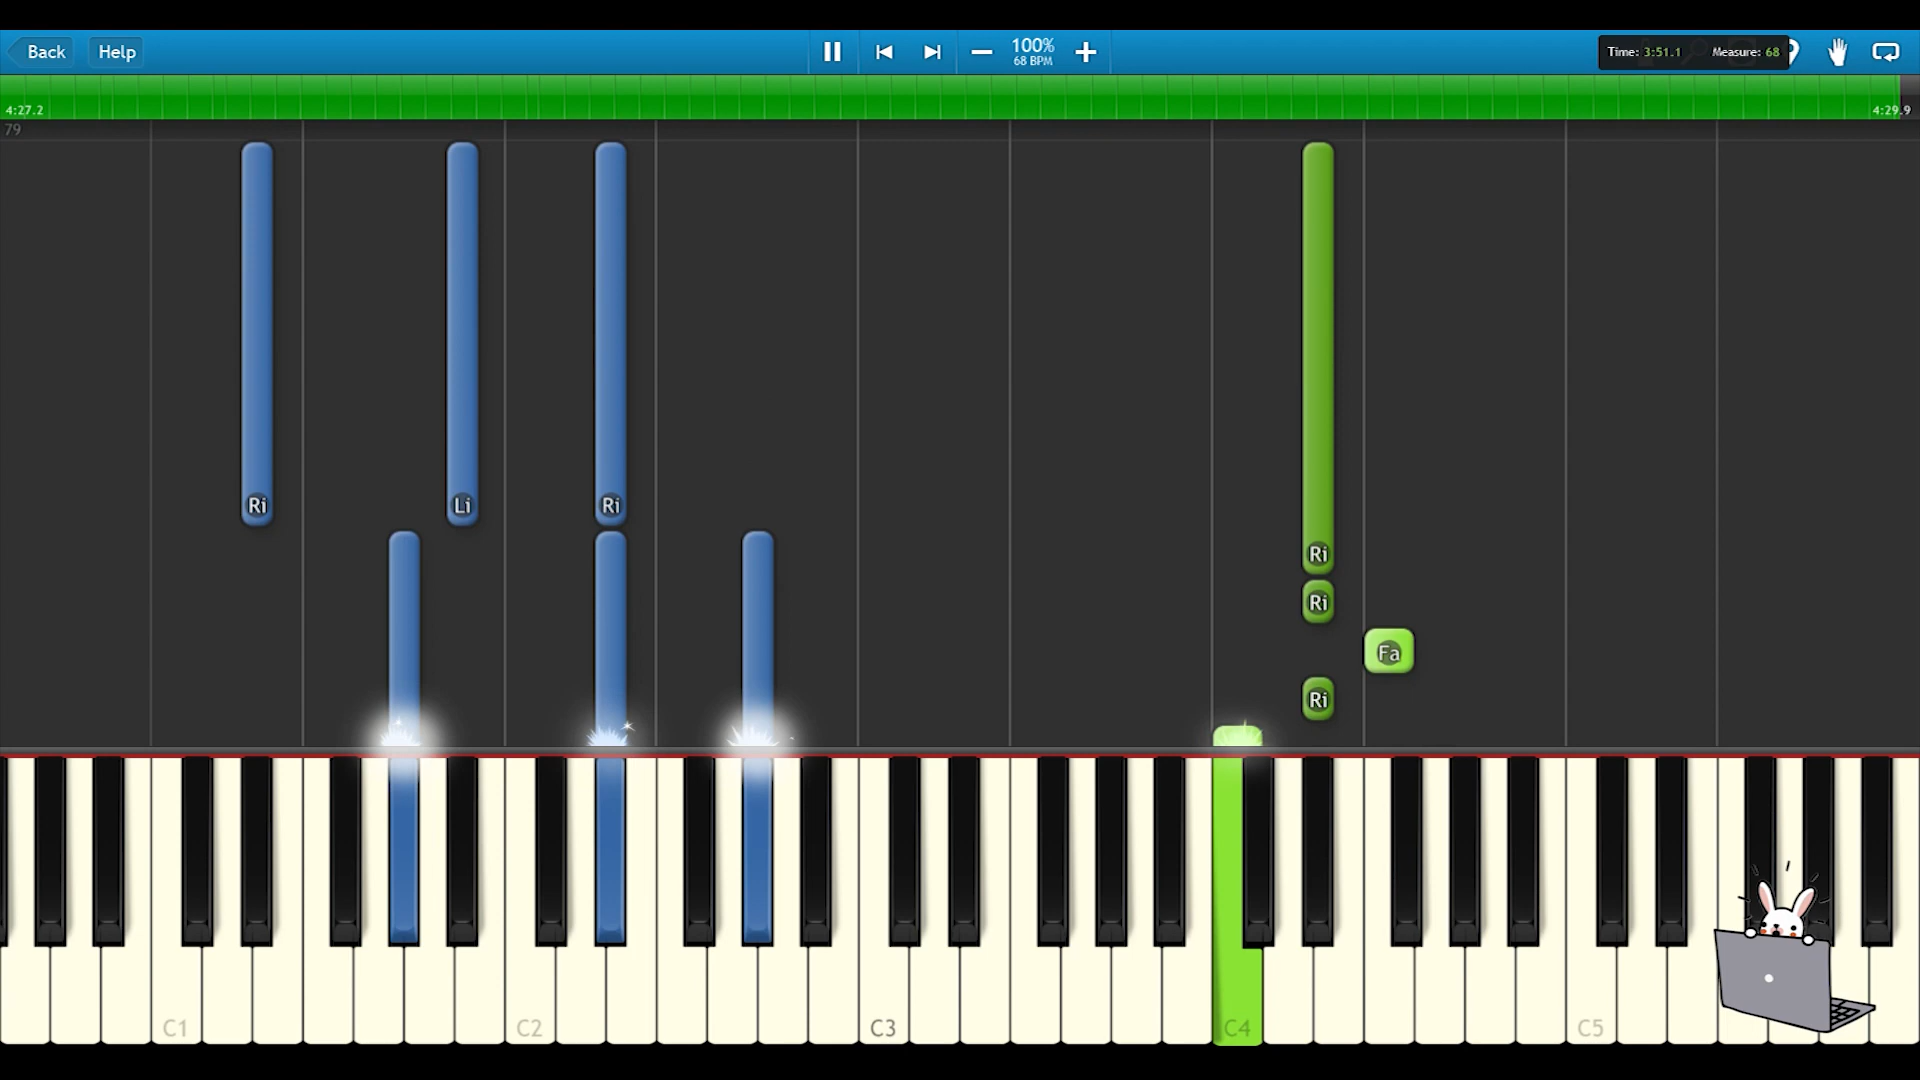 Back
Help
100%
68 BPM
Time: 3:51.1 Measure: 68
4:27.2
4:29.9
79
Ri
Li
Ri
Ri
Ri
Fa
Ri
C1
C2
C3
C4
C5